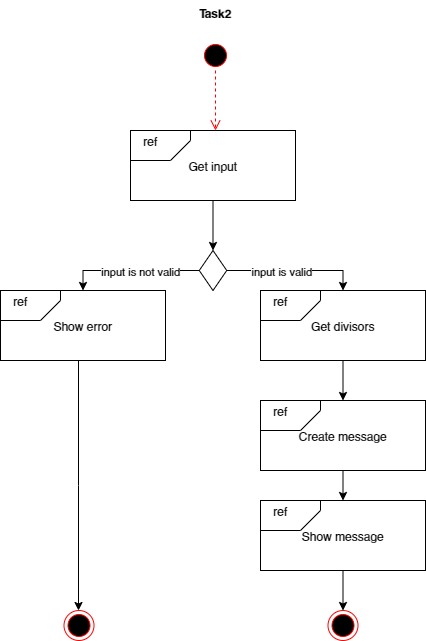 Task2
ref
Get input
input is not valid
input is valid
ref
Show error
ref
Get divisors
ref
Create message
ref
Show message